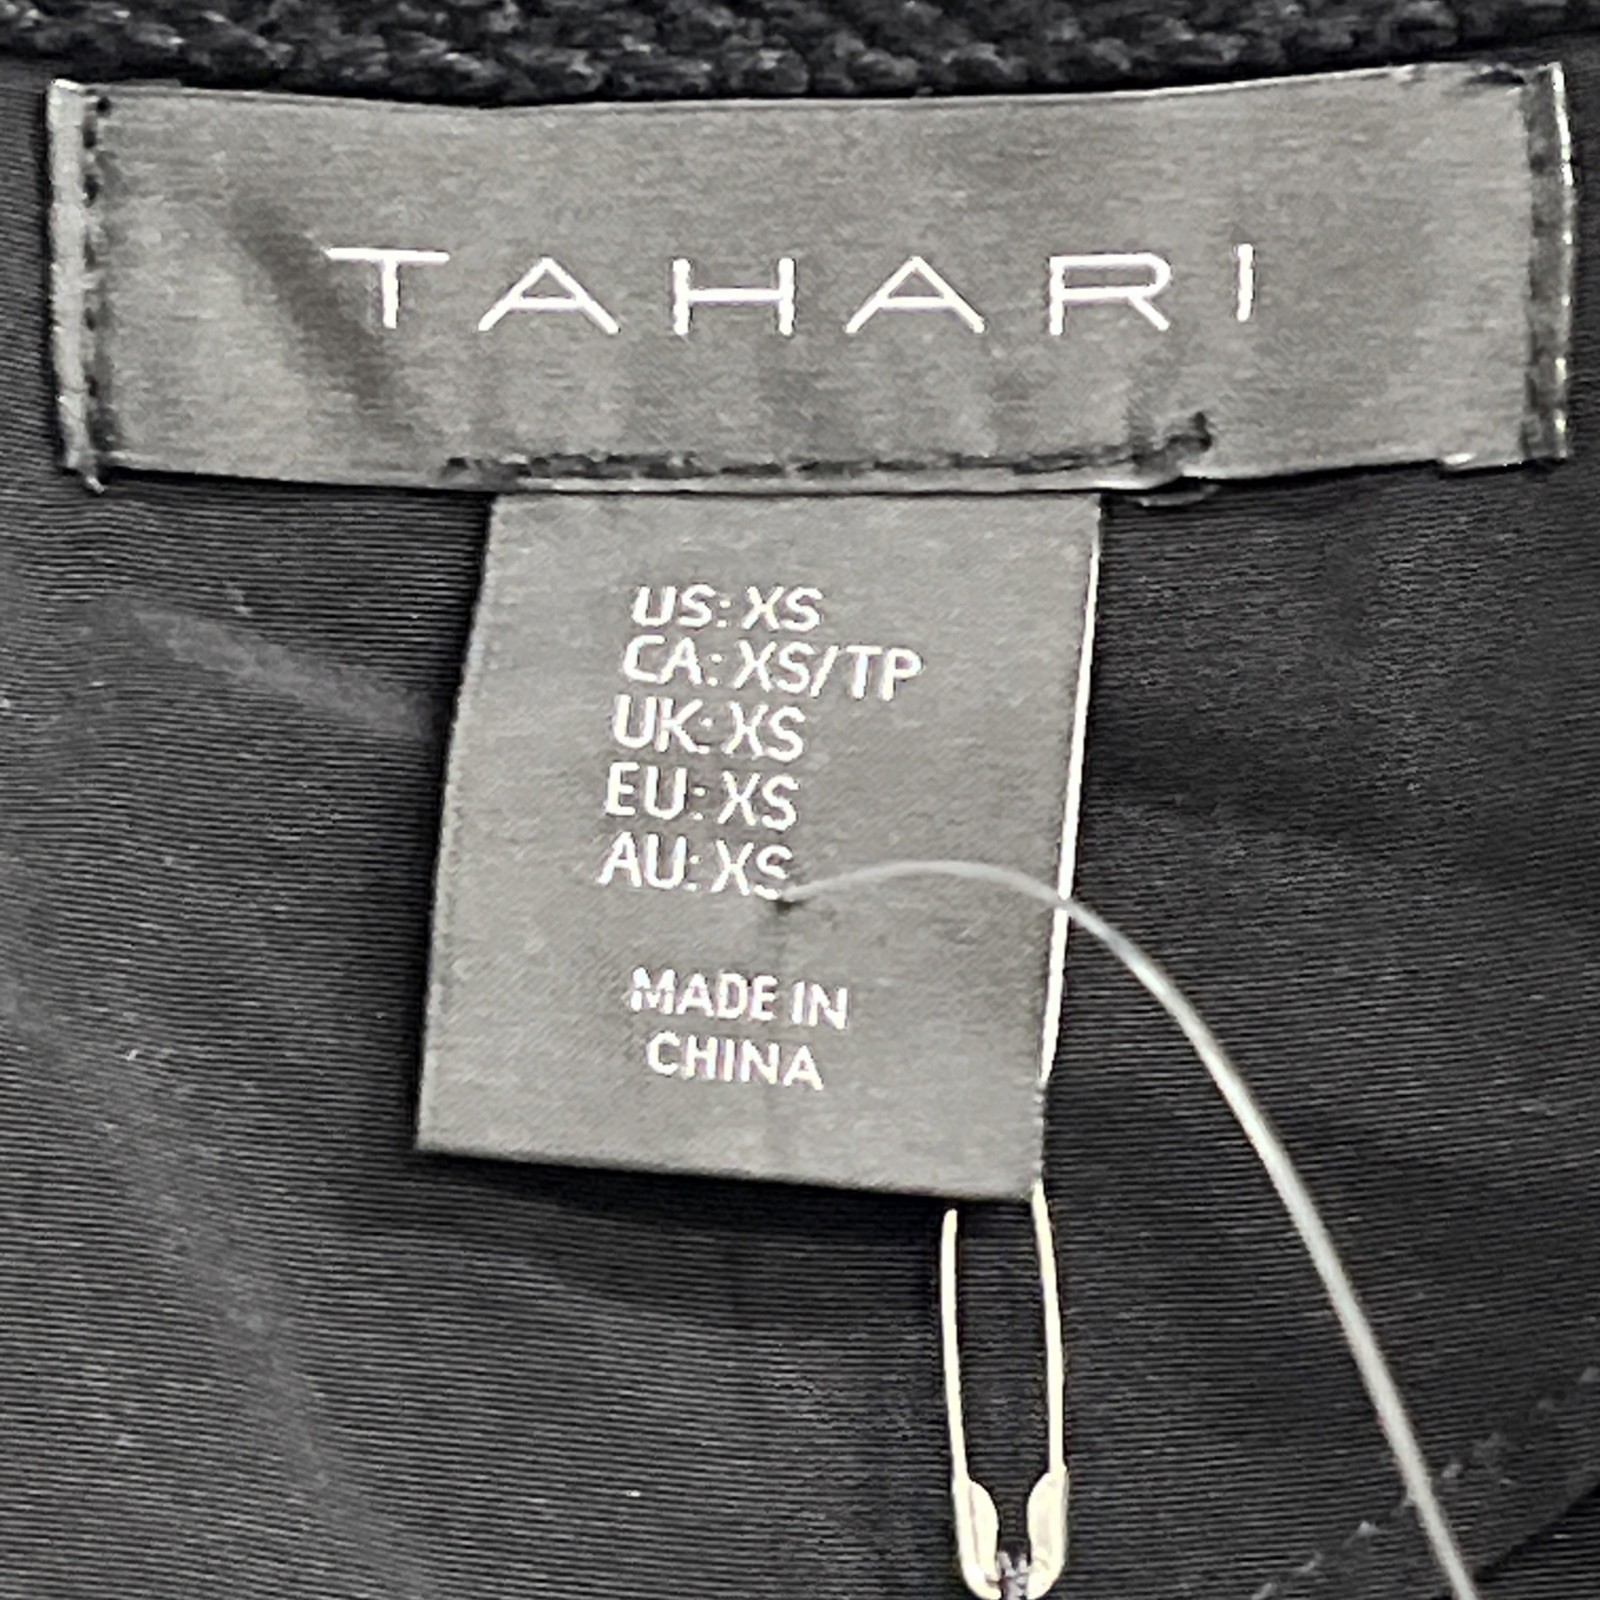 TAHARI
US: XS
CA: XS/TP
UK: XS
EU: XS
AU: XS
MADE IN
CHINA